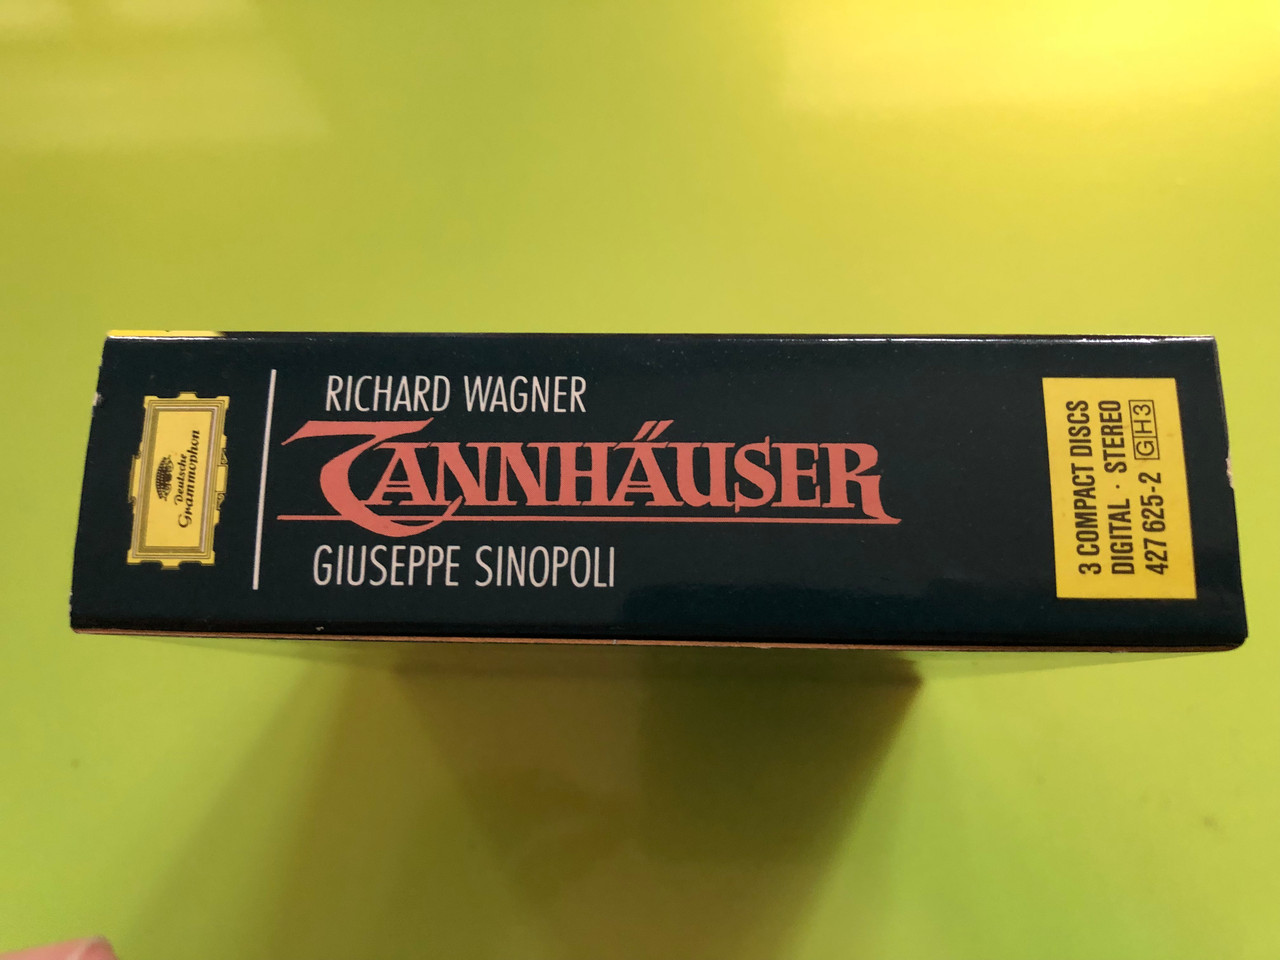 Deutsche
Grammophon
RICHARD WAGNER
TANNHÄUSER
GIUSEPPE SINOPOLI
3 COMPACT DISCS
DIGITAL · STEREO
427 625-2 GH3